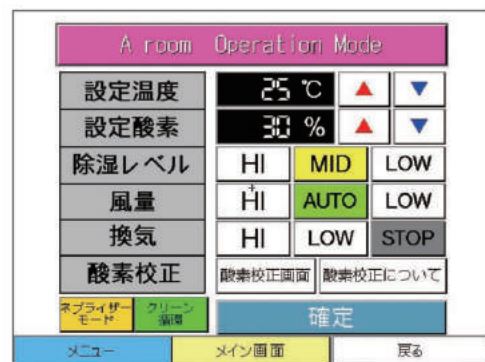 A room Operation Mode
設定温度 25 ℃ ▲ ▼
設定酸素 30 % ▲ ▼
除湿レベル HI MID LOW
風量 HI AUTO LOW
換気 HI LOW STOP
酸素校正 酸素校正画面 酸素校正について
ネブライザーモード クリーン循環 確定
メニュー メイン画面 戻る